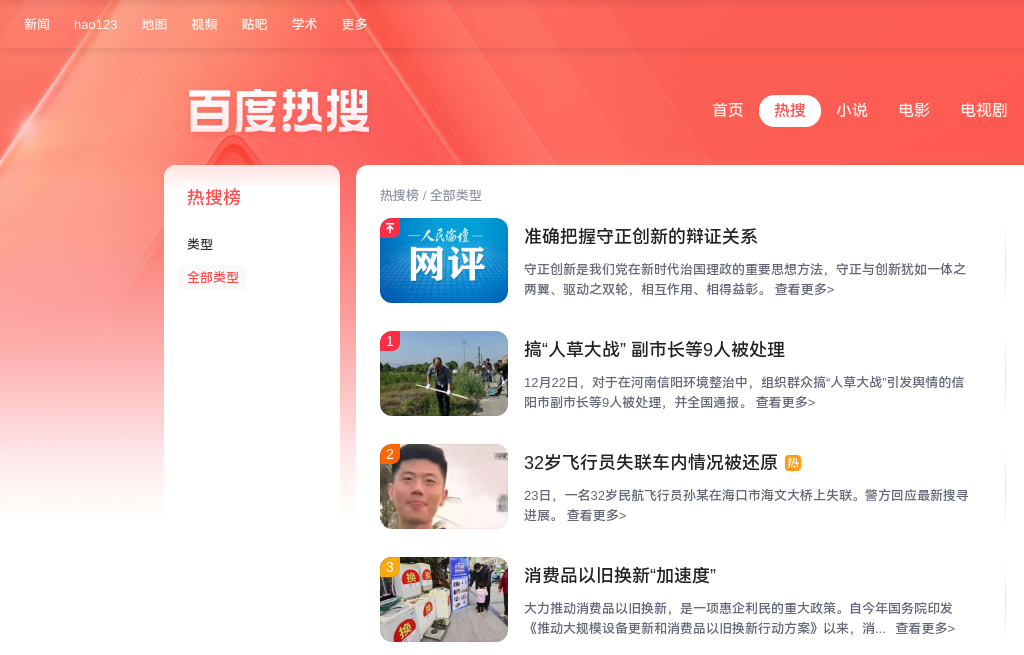 新闻 hao123 地图 视频 贴吧 学术 更多
百度热搜
首页 热搜 小说 电影 电视剧
热搜榜
类型
全部类型
热搜榜 / 全部类型
人民论坛
网评
准确把握守正创新的辩证关系
守正创新是我们党在新时代治国理政的重要思想方法，守正与创新犹如一体之
两翼、驱动之双轮，相互作用、相得益彰。 查看更多>
1
搞“人草大战” 副市长等9人被处理
12月22日，对于在河南信阳环境整治中，组织群众搞“人草大战”引发舆情的信
阳市副市长等9人被处理，并全国通报。 查看更多>
2
32岁飞行员失联车内情况被还原 热
23日，一名32岁民航飞行员孙某在海口市海文大桥上失联。警方回应最新搜寻
进展。 查看更多>
3
换 换
换
换
消费品以旧换新“加速度”
大力推动消费品以旧换新，是一项惠企利民的重大政策。自今年国务院印发
《推动大规模设备更新和消费品以旧换新行动方案》以来，消... 查看更多>